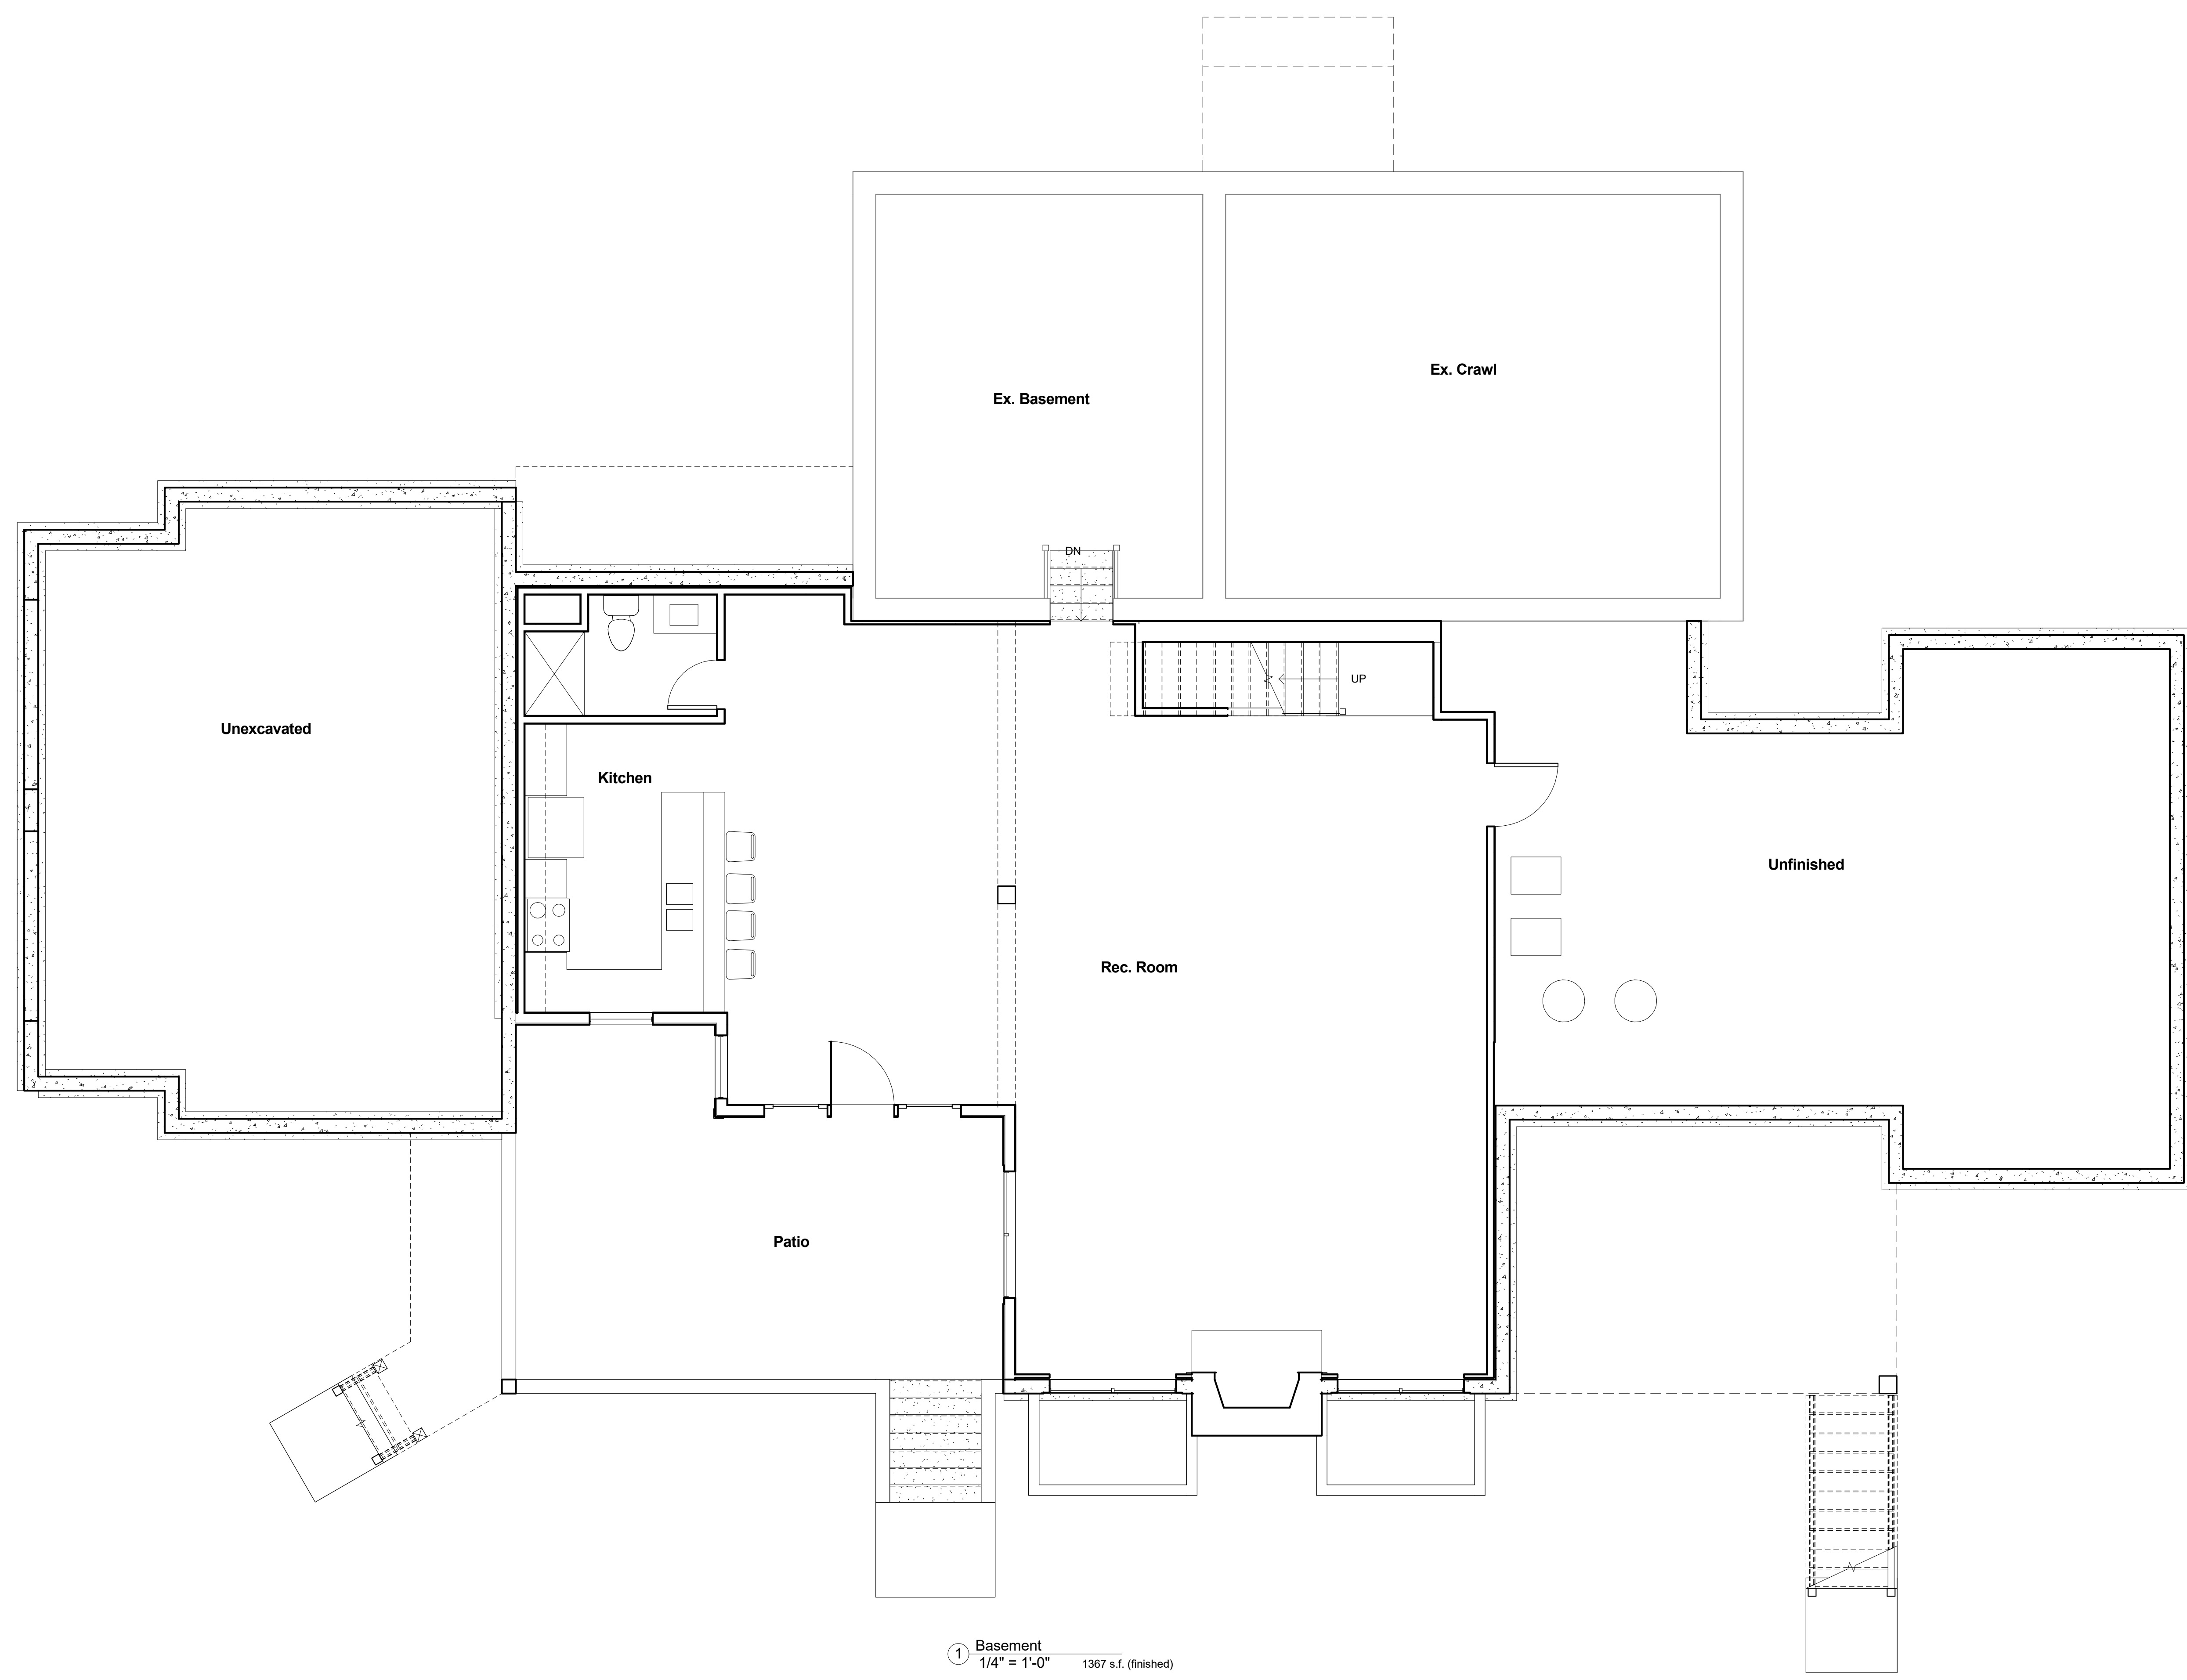 Ex. Crawl
Ex. Basement
DN
UP
Unexcavated
Kitchen
Unfinished
Rec. Room
Patio
1
Basement
1/4" = 1'-0"
1367 s.f. (finished)